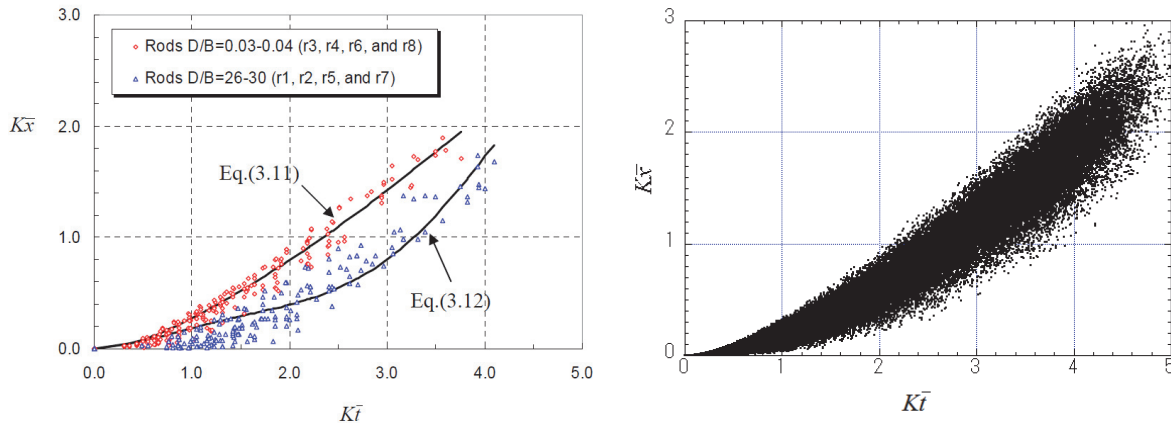 3.0
Rods D/B=0.03-0.04 (r3, r4, r6, and r8)
Rods D/B=26-30 (r1, r2, r5, and r7)
Kx̄
2.0
Eq.(3.11)
1.0
Eq.(3.12)
0.0
0.0 1.0 2.0 3.0 4.0 5.0
Kt̄
3
2
Kx̄
1
0
0 1 2 3 4 5
Kt̄